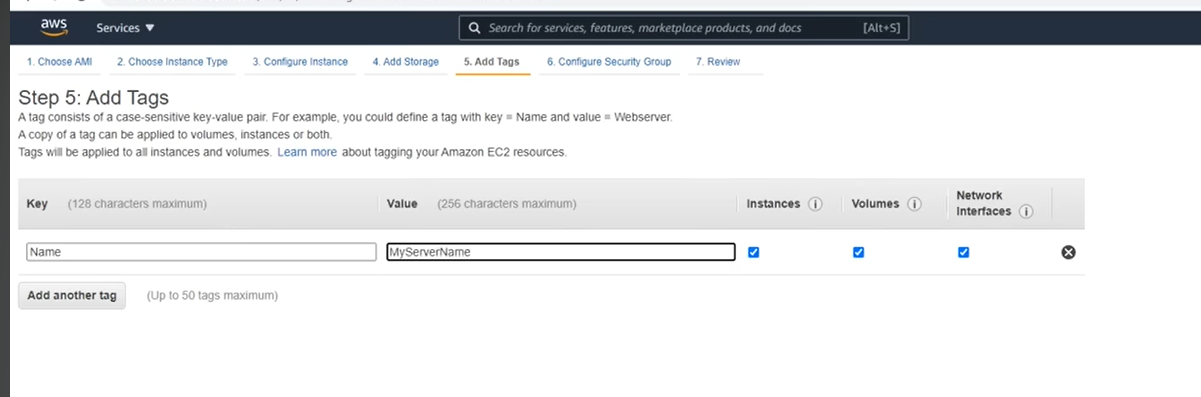 aws
Services
Search for services, features, marketplace products, and docs [Alt+S]
1. Choose AMI 2. Choose Instance Type 3. Configure Instance 4. Add Storage 5. Add Tags 6. Configure Security Group 7. Review
Step 5: Add Tags
A tag consists of a case-sensitive key-value pair. For example, you could define a tag with key = Name and value = Webserver.
A copy of a tag can be applied to volumes, instances or both.
Tags will be applied to all instances and volumes. Learn more about tagging your Amazon EC2 resources.
Key (128 characters maximum) Value (256 characters maximum) Instances Volumes Network Interfaces
Name MyServerName
Add another tag (Up to 50 tags maximum)